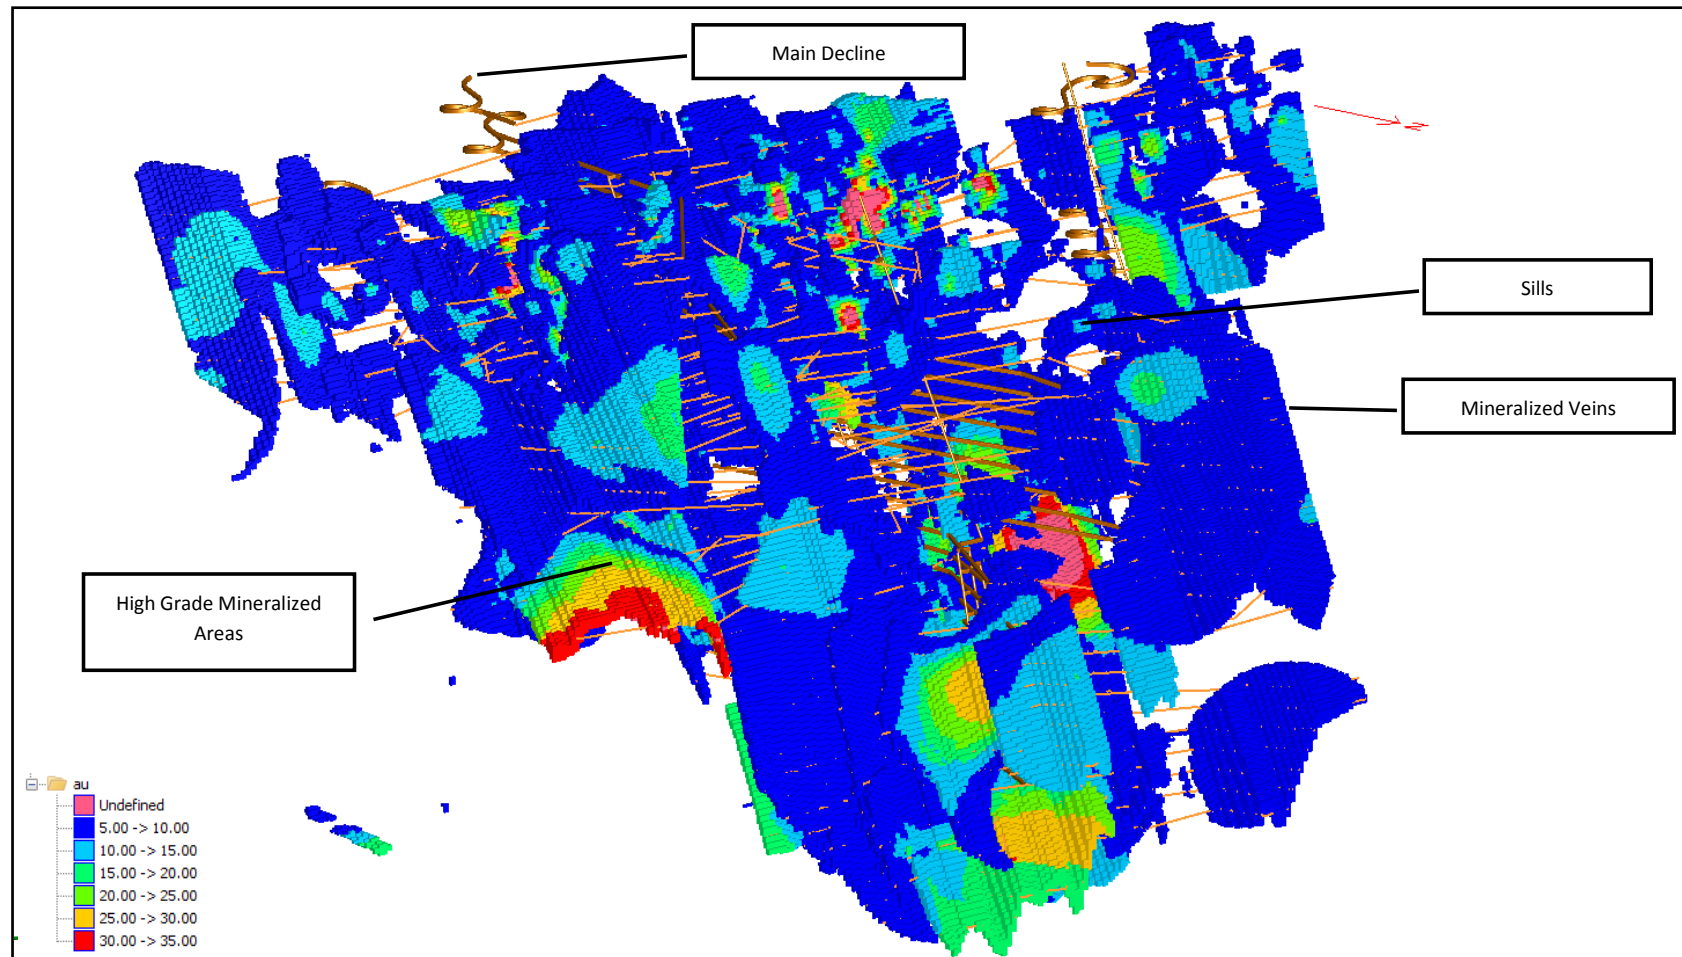 Main Decline
N
Sills
Mineralized Veins
High Grade Mineralized
Areas
au
Undefined
5.00 -> 10.00
10.00 -> 15.00
15.00 -> 20.00
20.00 -> 25.00
25.00 -> 30.00
30.00 -> 35.00